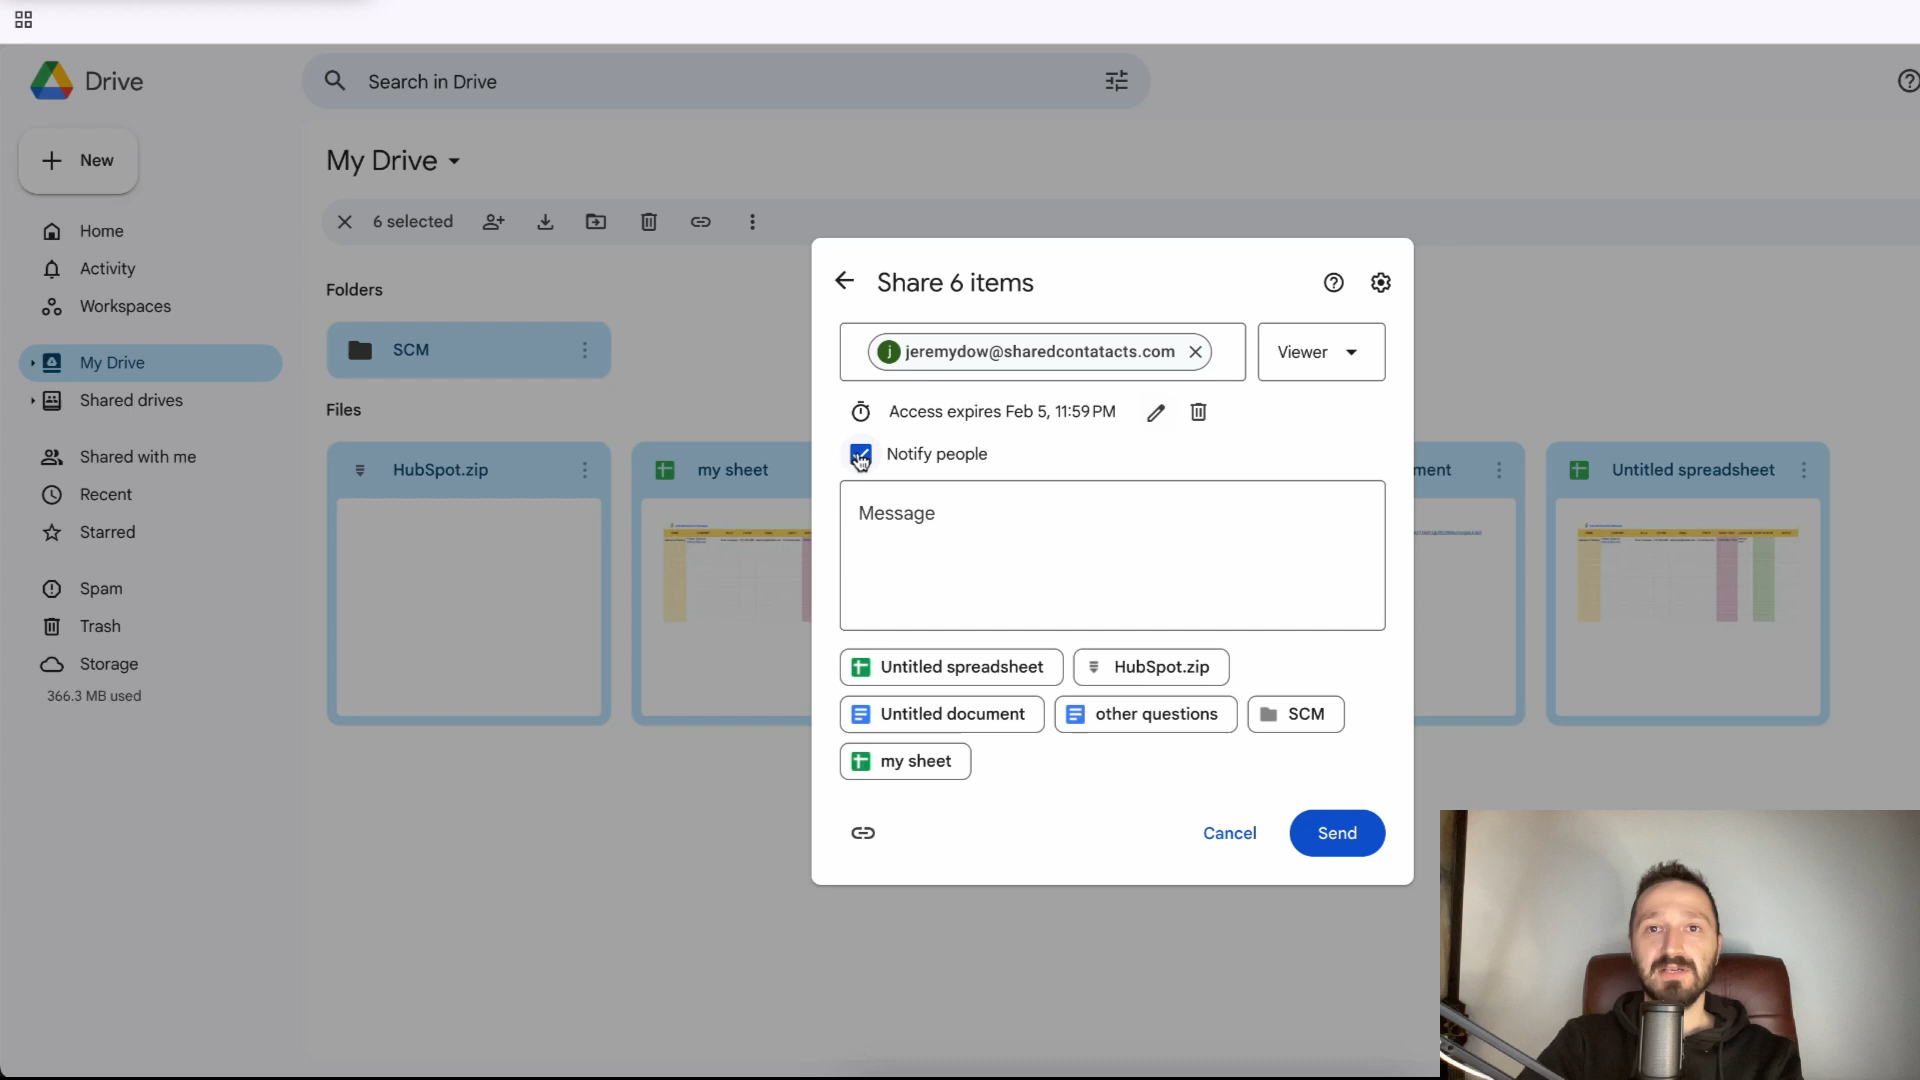 Drive
Search in Drive
New
My Drive
6 selected
Home
Activity
Workspaces
My Drive
Shared drives
Shared with me
Recent
Starred
Spam
Trash
Storage
366.3 MB used
Folders
SCM
Files
HubSpot.zip
my sheet
ment
Untitled spreadsheet
Share 6 items
j jeremydow@sharedcontatacts.com
Viewer
Access expires Feb 5, 11:59 PM
Notify people
Message
Untitled spreadsheet
HubSpot.zip
Untitled document
other questions
SCM
my sheet
Cancel
Send